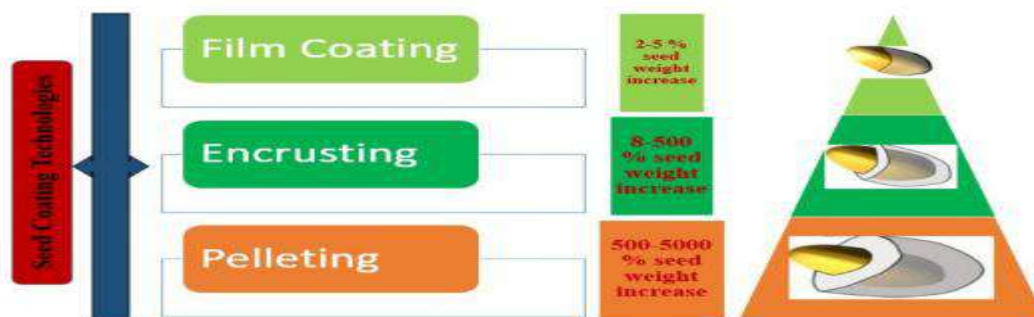 Seed Coating Technologies
Film Coating
2-5 %
seed
weight
increase
Encrusting
8-500
% seed
weight
increase
Pelleting
500-5000
% seed
weight
increase